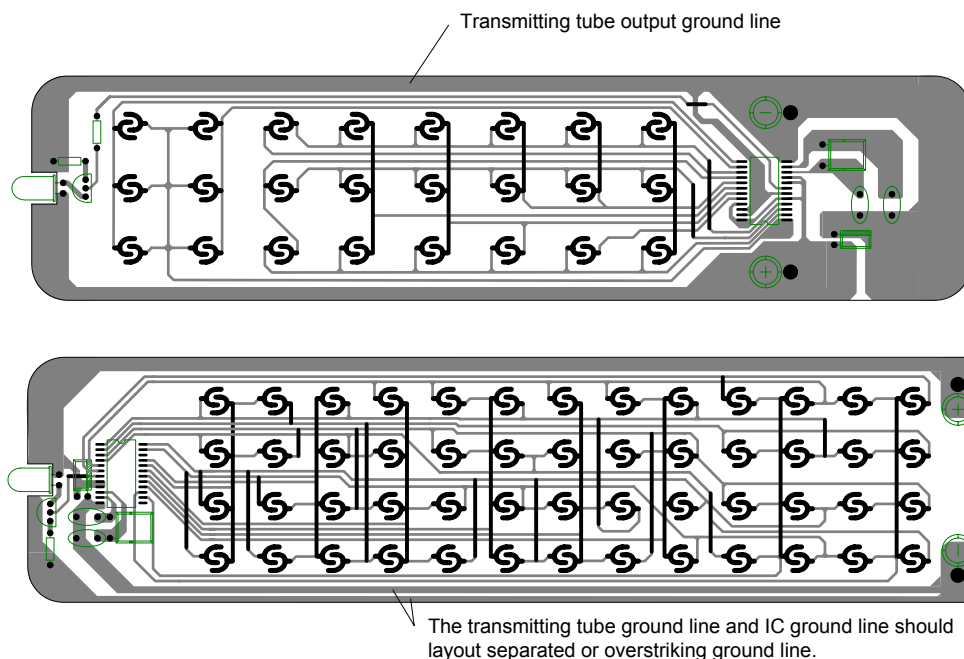 Transmitting tube output ground line
The transmitting tube ground line and IC ground line should
layout separated or overstriking ground line.